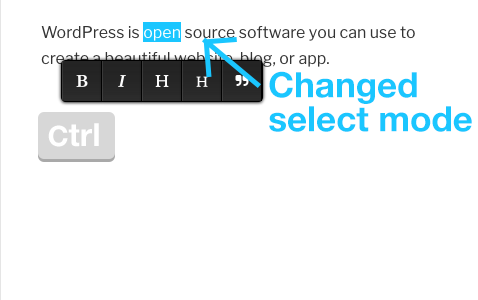 WordPress is open source software you can use to
create a beautiful website, blog, or app.
B I H H ❞
Changed
select mode
Ctrl